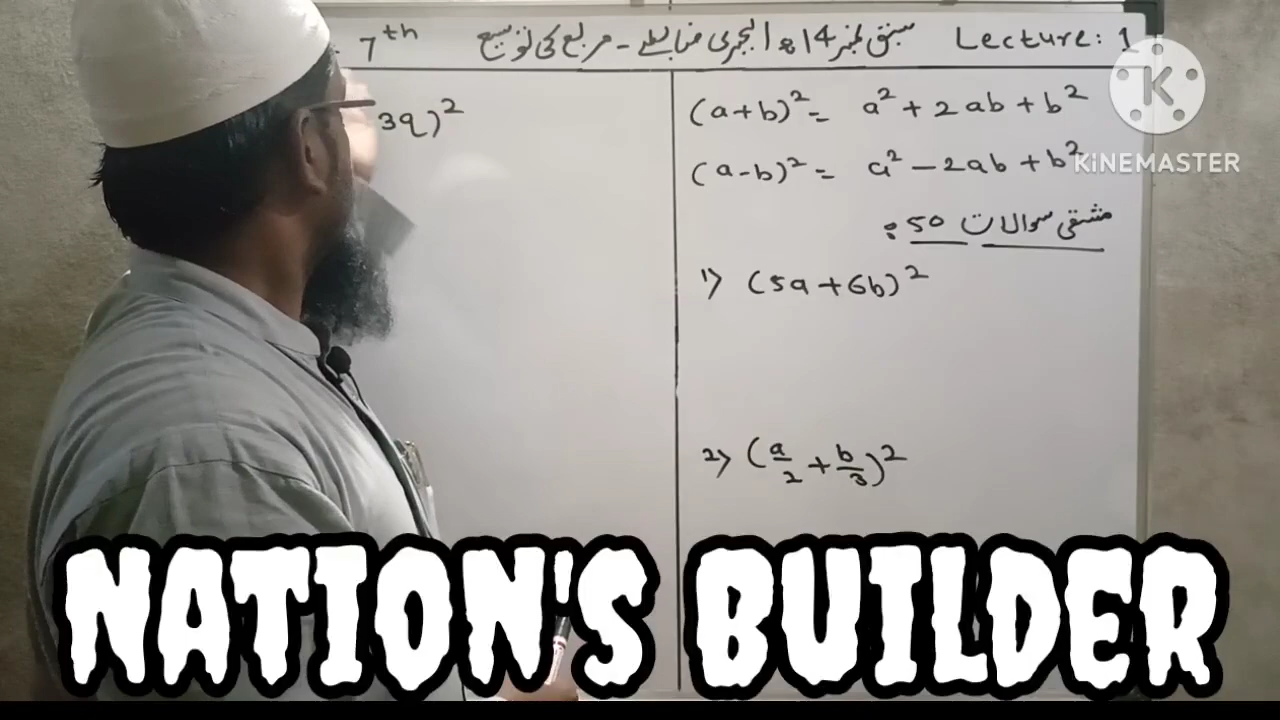 7th سبق نمبر 14 الجبری ضابطے - مربع کی توسیع Lecture: 1
3q)²
(a+b)² = a² + 2ab + b²
(a-b)² = a² - 2ab + b²
مشقی سوالات 50 :
1) (5a+6b)²
2) (a/2 + b/3)²
K
KINEMASTER
NATION'S BUILDER